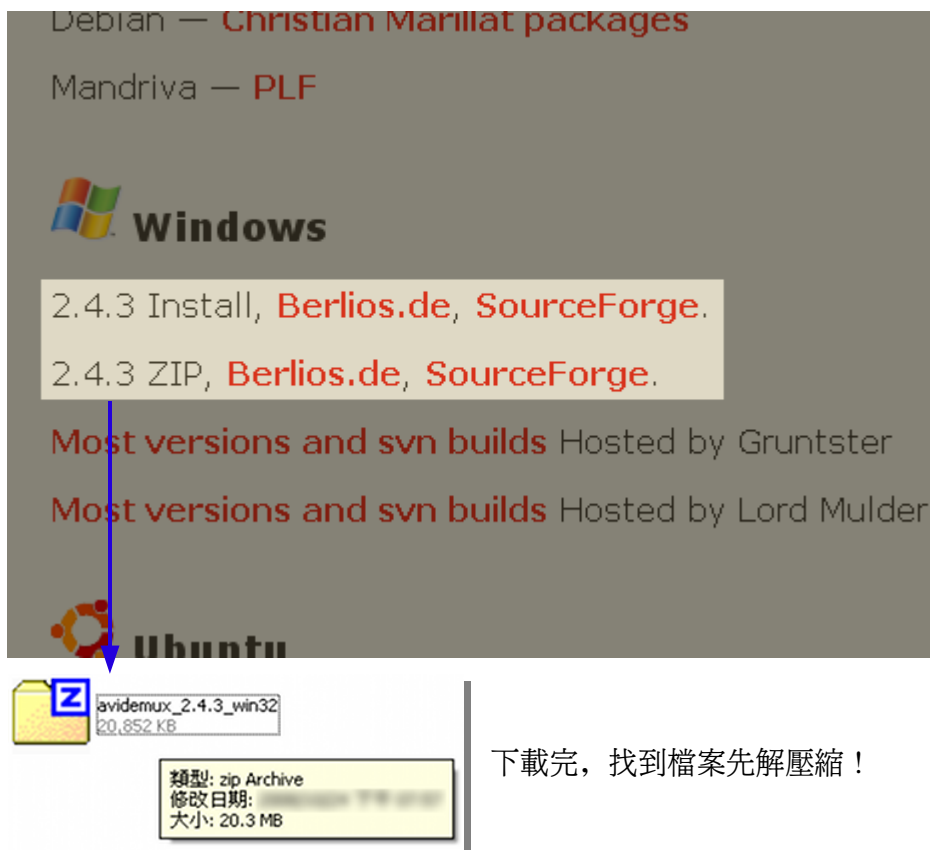 Debian — Christian Marillat packages
Mandriva — PLF
Windows
2.4.3 Install, Berlios.de, SourceForge.
2.4.3 ZIP, Berlios.de, SourceForge.
Most versions and svn builds Hosted by Gruntster
Most versions and svn builds Hosted by Lord Mulder
Ubuntu
Z
avidemux_2.4.3_win32
20,852 KB
類型: zip Archive
修改日期:
大小: 20.3 MB
下載完，找到檔案先解壓縮！